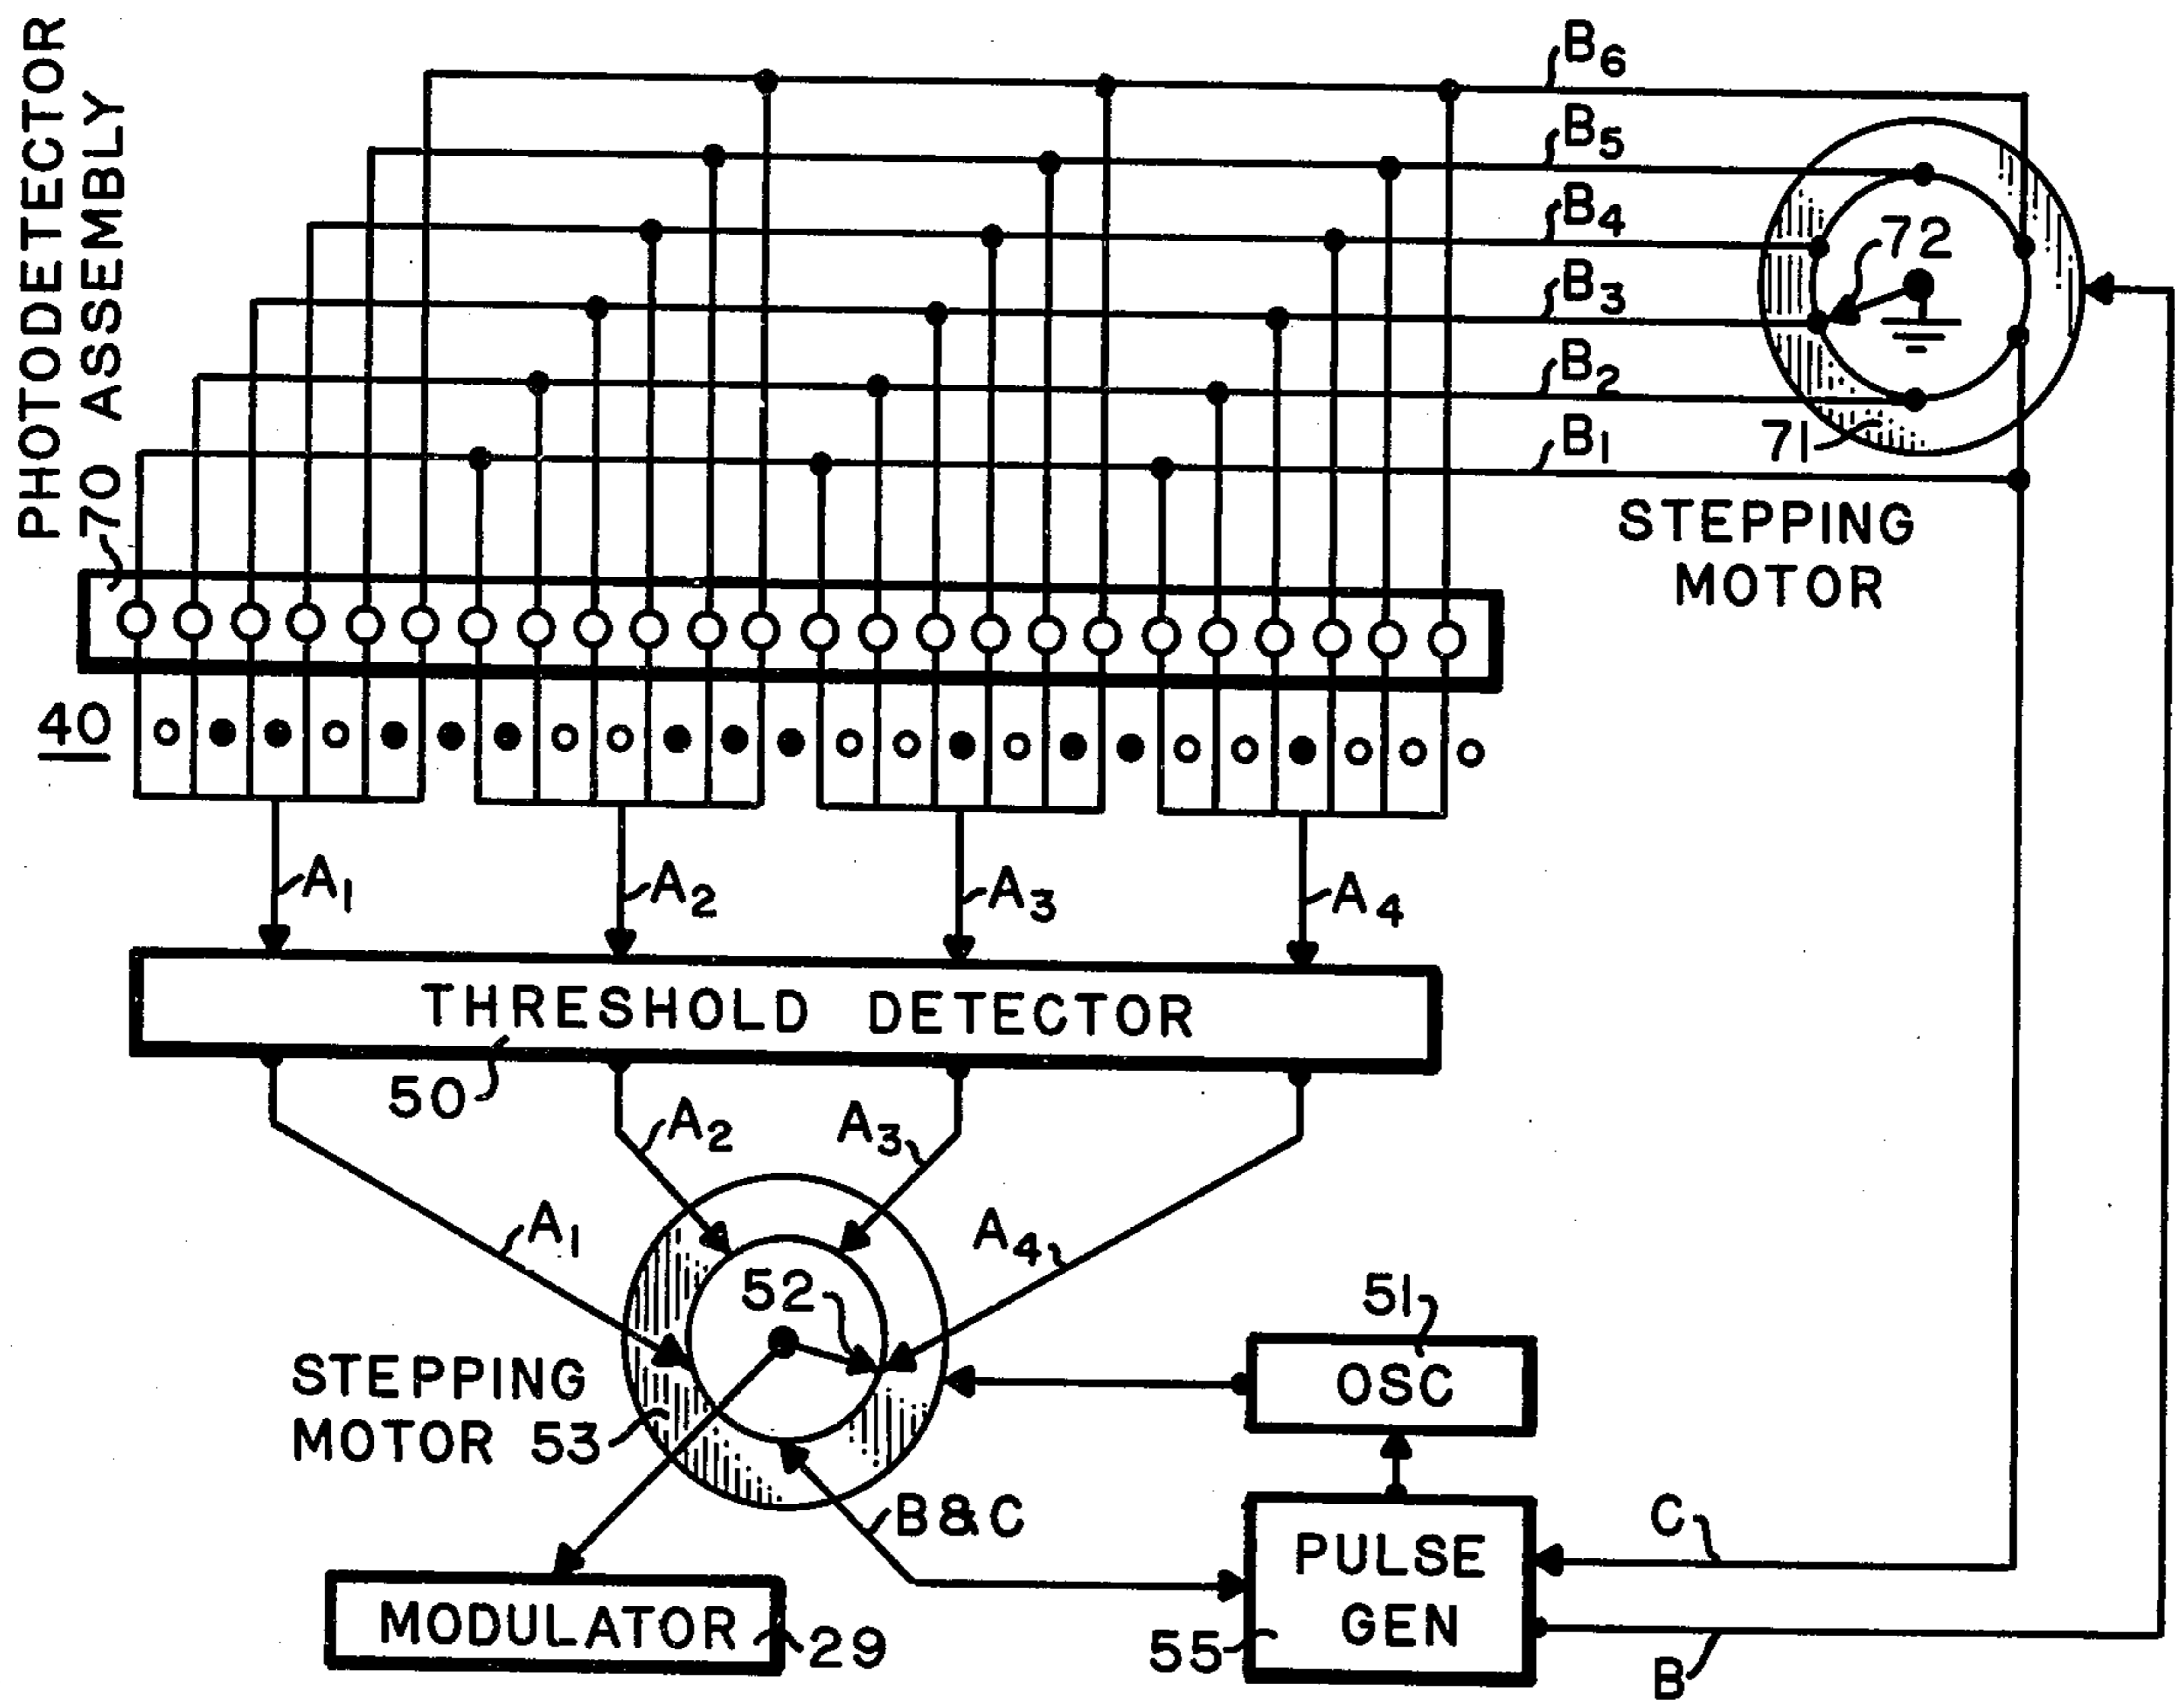 PHOTODETECTOR
70 ASSEMBLY
B6
B5
B4
B3
B2
B1
72
71
STEPPING
MOTOR
40
A1
A2
A3
A4
THRESHOLD DETECTOR
50
A2
A3
A1
A4
52
51
OSC
STEPPING
MOTOR 53
B&C
C
PULSE
GEN
55
B
MODULATOR
29